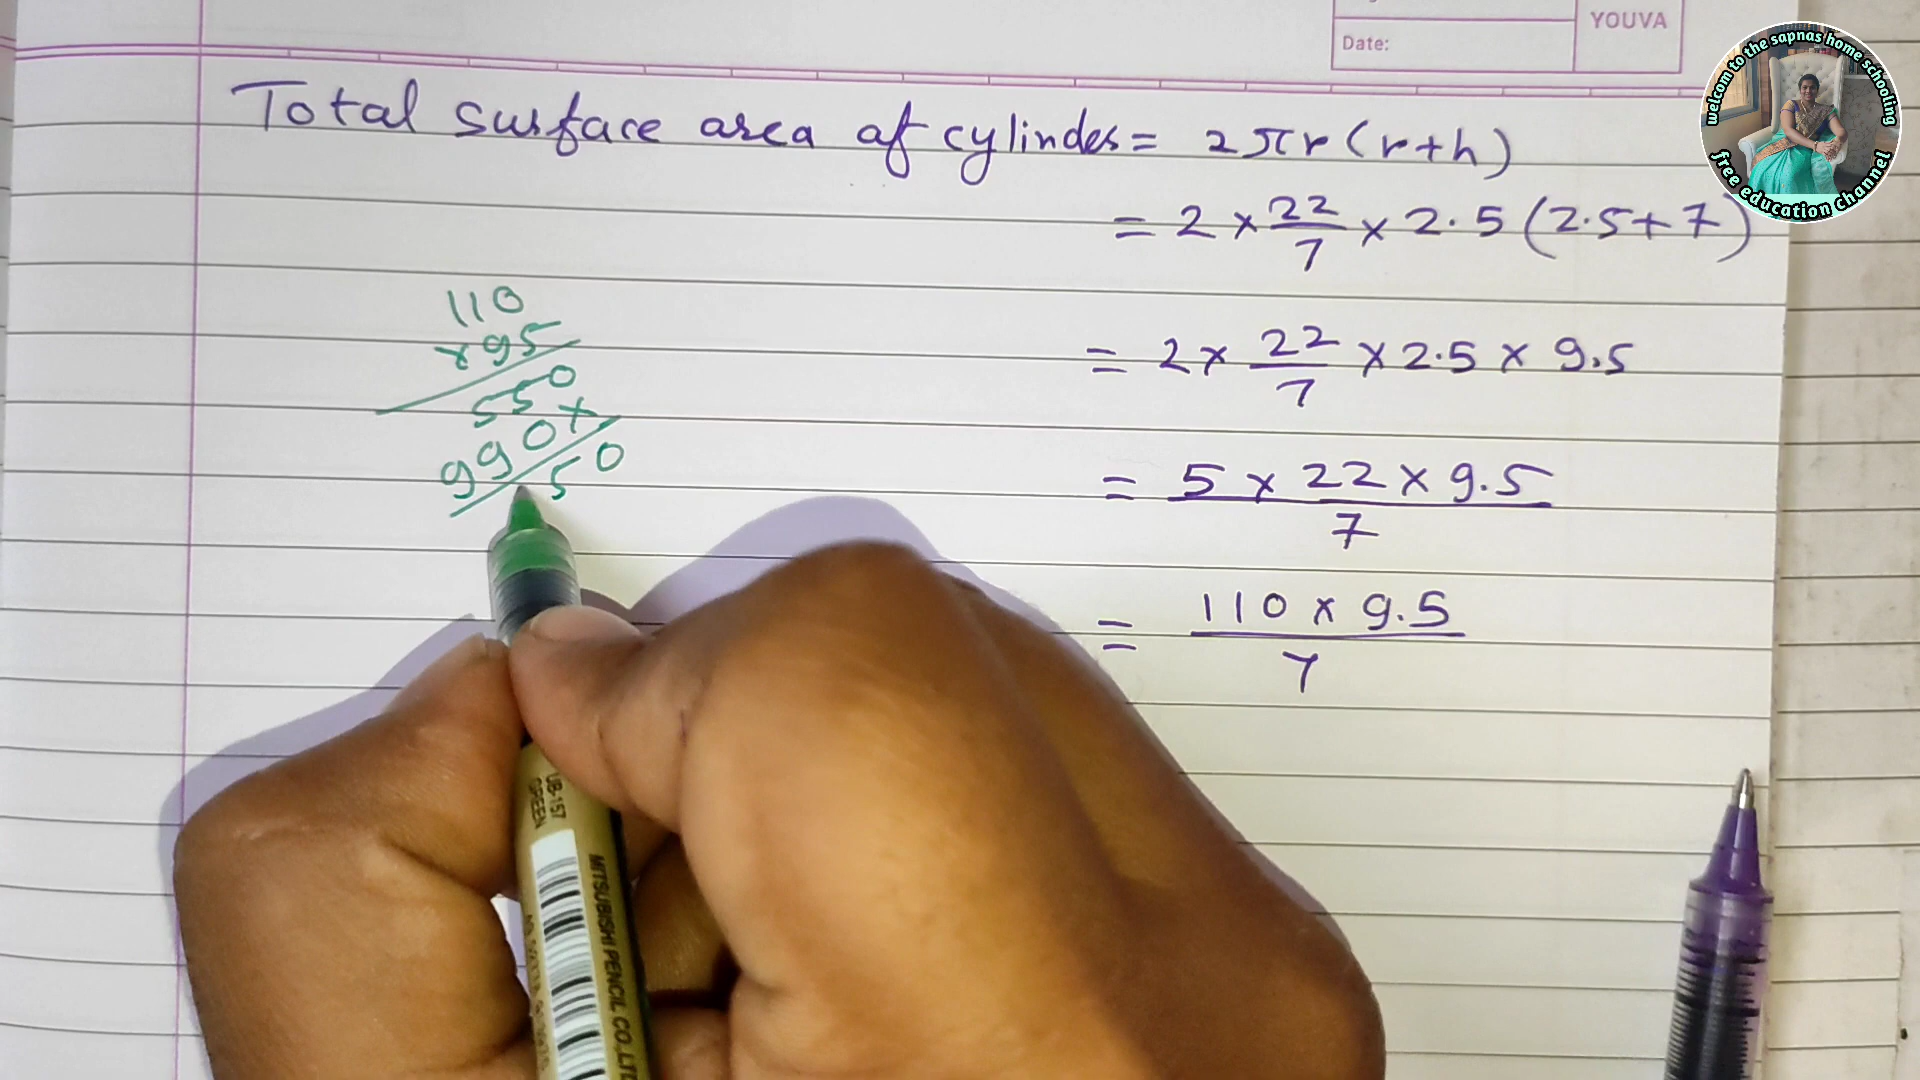 YOUVA
Date:
welcom to the sapnas home schooling
free education channel
Total surface area of cylinder = 2πr(r+h)
= 2 × 22/7 × 2.5 (2.5+7)
= 2 × 22/7 × 2.5 × 9.5
= 5 × 22 × 9.5 / 7
= 110 × 9.5 / 7
110
×95
550
990×
50
UB-157
GREEN
MITSUBISHI PENCIL CO.,LTD